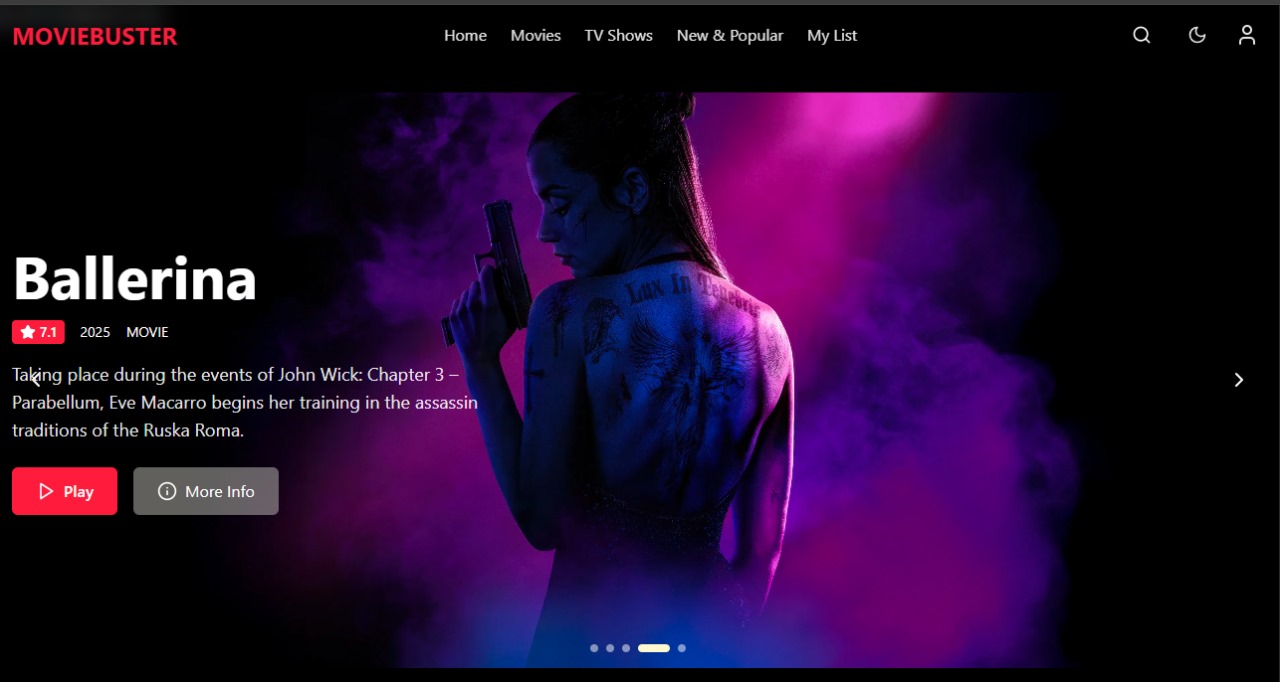 MOVIEBUSTER
Home Movies TV Shows New & Popular My List
Ballerina
7.1 2025 MOVIE
Taking place during the events of John Wick: Chapter 3 –
Parabellum, Eve Macarro begins her training in the assassin
traditions of the Ruska Roma.
Play More Info
Lux In Tenebris